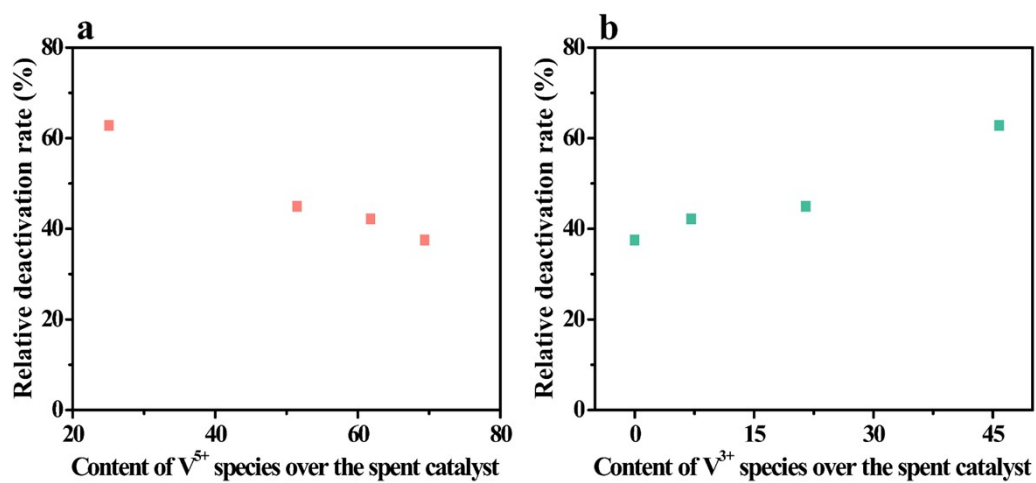 a
Relative deactivation rate (%)
80
60
40
20
0
20 40 60 80
Content of V⁵⁺ species over the spent catalyst
b
Relative deactivation rate (%)
80
60
40
20
0
0 15 30 45
Content of V³⁺ species over the spent catalyst